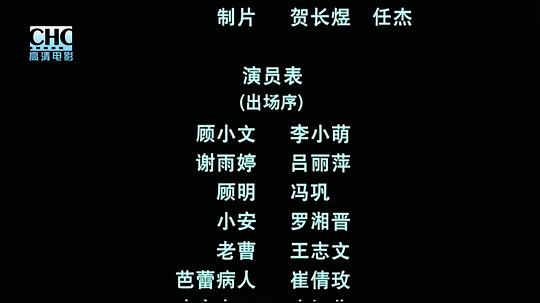 制片 贺长煜 任杰
CHC
高清电影
演员表
(出场序)
顾小文 李小萌
谢雨婷 吕丽萍
顾明 冯巩
小安 罗湘晋
老曹 王志文
芭蕾病人 崔倩玫